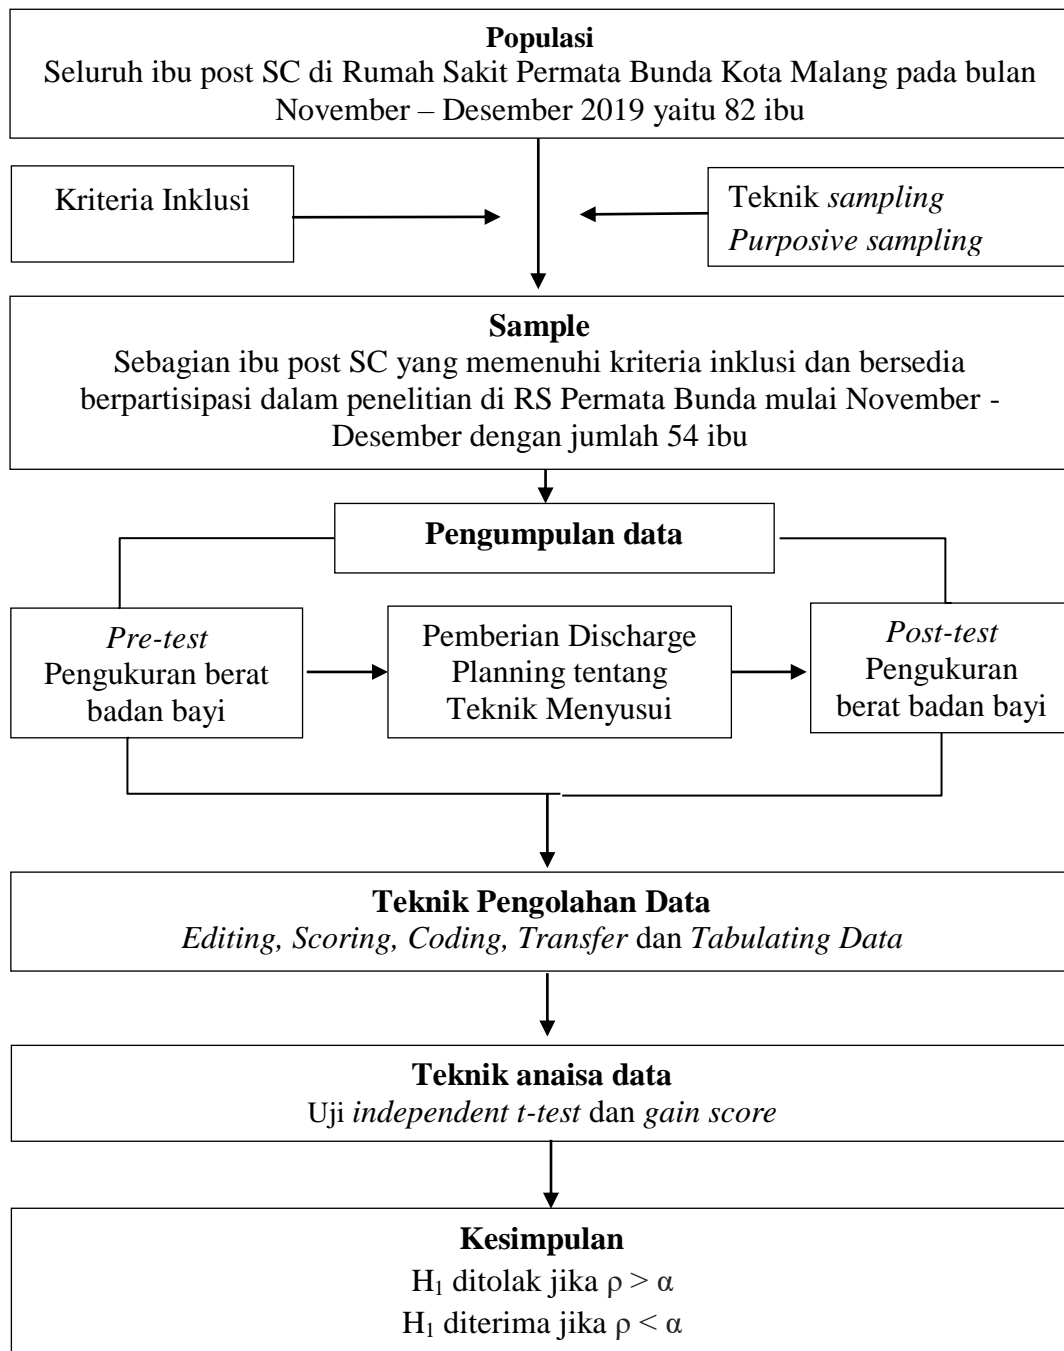 Populasi
Seluruh ibu post SC di Rumah Sakit Permata Bunda Kota Malang pada bulan
November – Desember 2019 yaitu 82 ibu
Kriteria Inklusi
Teknik sampling
Purposive sampling
Sample
Sebagian ibu post SC yang memenuhi kriteria inklusi dan bersedia
berpartisipasi dalam penelitian di RS Permata Bunda mulai November -
Desember dengan jumlah 54 ibu
Pengumpulan data
Pre-test
Pengukuran berat
badan bayi
Pemberian Discharge
Planning tentang
Teknik Menyusui
Post-test
Pengukuran
berat badan bayi
Teknik Pengolahan Data
Editing, Scoring, Coding, Transfer dan Tabulating Data
Teknik anaisa data
Uji independent t-test dan gain score
Kesimpulan
H₁ ditolak jika ρ > α
H₁ diterima jika ρ < α